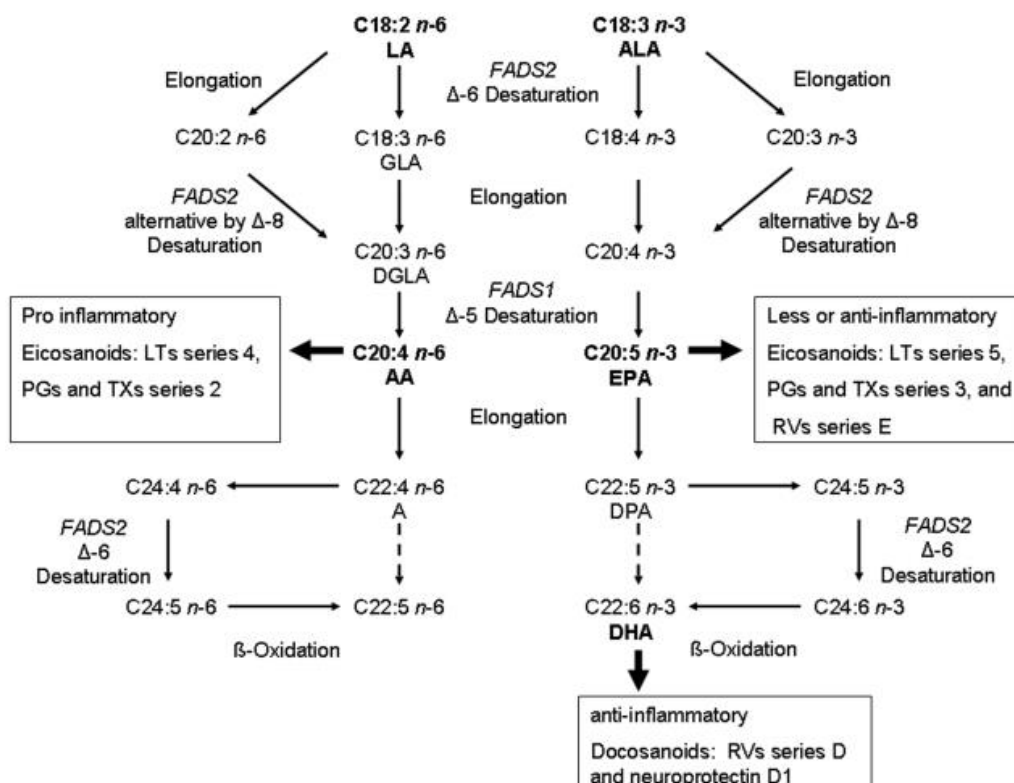 C18:2 n-6
LA
C18:3 n-3
ALA
Elongation
FADS2
Δ-6 Desaturation
Elongation
C20:2 n-6
C18:3 n-6
GLA
C18:4 n-3
C20:3 n-3
FADS2
alternative by Δ-8
Desaturation
Elongation
FADS2
alternative by Δ-8
Desaturation
C20:3 n-6
DGLA
C20:4 n-3
FADS1
Δ-5 Desaturation
Pro inflammatory
Eicosanoids: LTs series 4,
PGs and TXs series 2
C20:4 n-6
AA
C20:5 n-3
EPA
Less or anti-inflammatory
Eicosanoids: LTs series 5,
PGs and TXs series 3, and
RVs series E
Elongation
C24:4 n-6
C22:4 n-6
A
C22:5 n-3
DPA
C24:5 n-3
FADS2
Δ-6
Desaturation
FADS2
Δ-6
Desaturation
C24:5 n-6
C22:5 n-6
C22:6 n-3
DHA
C24:6 n-3
ß-Oxidation
ß-Oxidation
anti-inflammatory
Docosanoids: RVs series D
and neuroprotectin D1